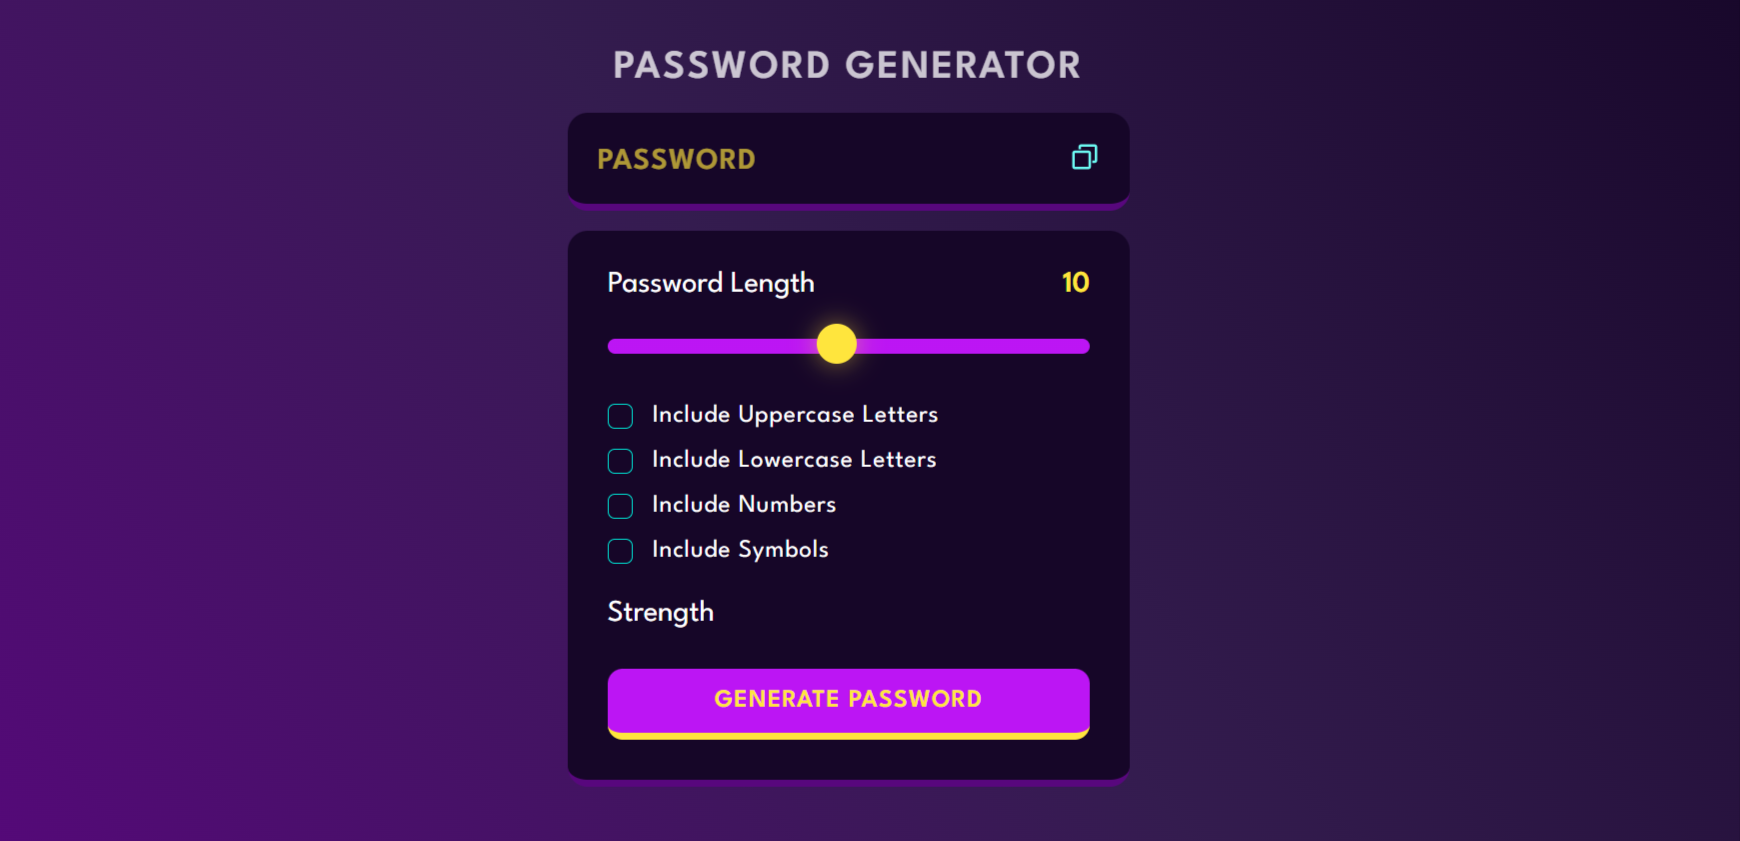 PASSWORD GENERATOR
PASSWORD
Password Length 10
Include Uppercase Letters
Include Lowercase Letters
Include Numbers
Include Symbols
Strength
GENERATE PASSWORD